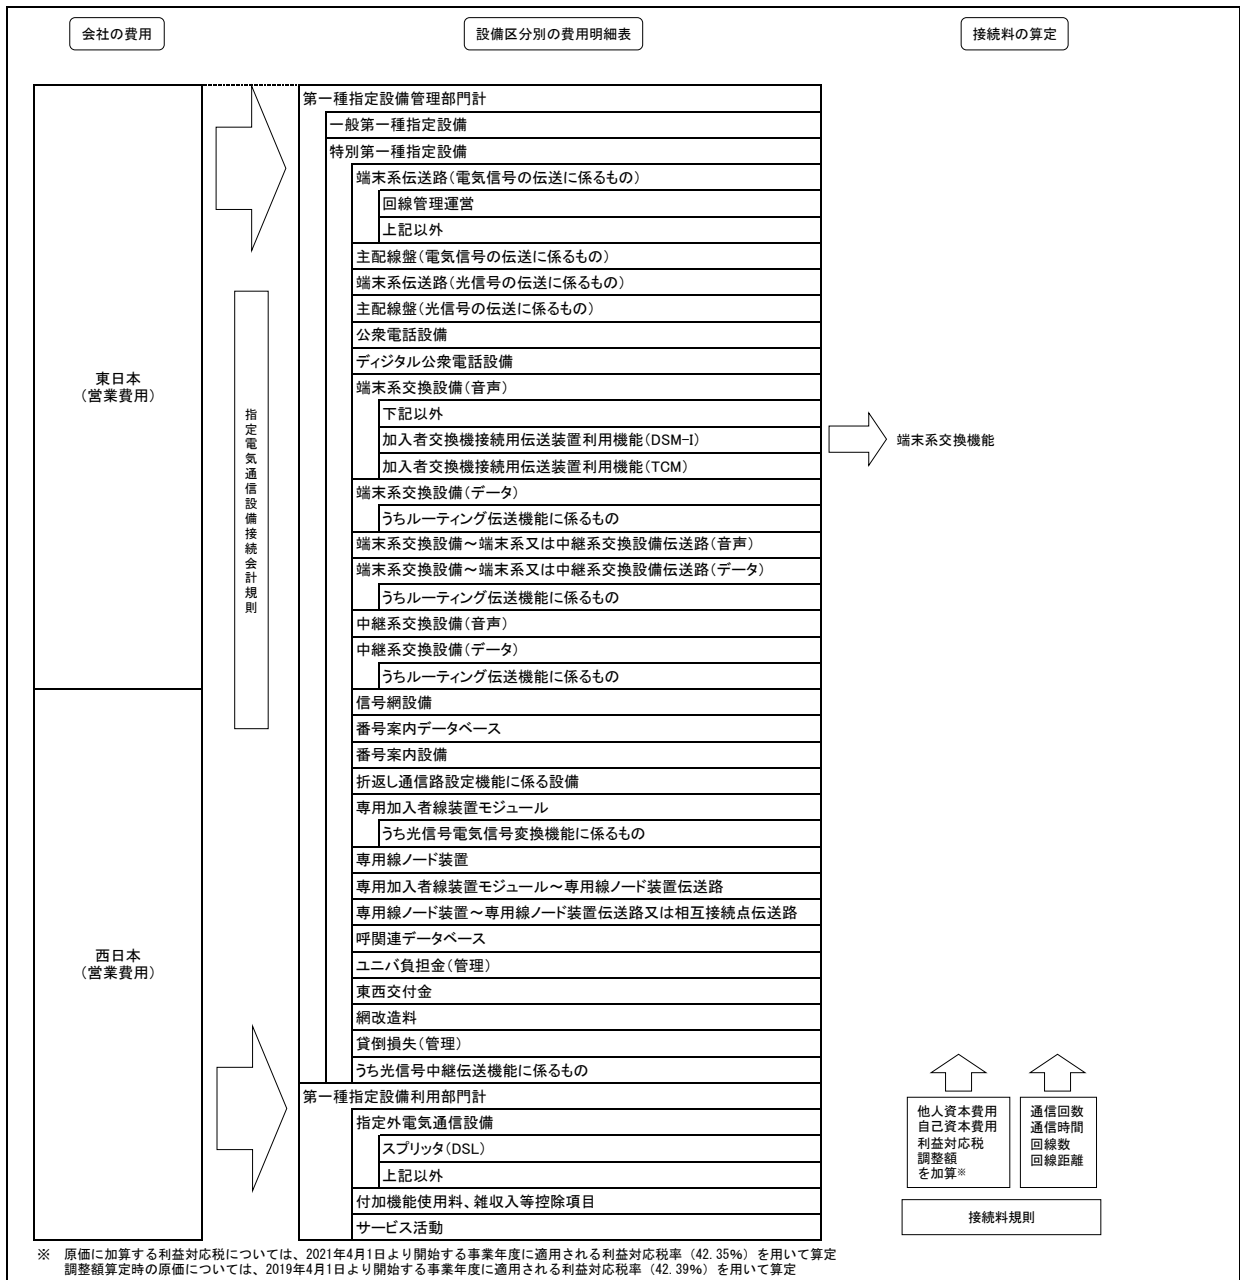 会社の費用
設備区分別の費用明細表
接続料の算定
東日本
(営業費用)
西日本
(営業費用)
指定電気通信設備接続会計規則
第一種指定設備管理部門計
一般第一種指定設備
特別第一種指定設備
端末系伝送路(電気信号の伝送に係るもの)
回線管理運営
上記以外
主配線盤(電気信号の伝送に係るもの)
端末系伝送路(光信号の伝送に係るもの)
主配線盤(光信号の伝送に係るもの)
公衆電話設備
ディジタル公衆電話設備
端末系交換設備(音声)
下記以外
加入者交換機接続用伝送装置利用機能(DSM-I)
加入者交換機接続用伝送装置利用機能(TCM)
端末系交換設備(データ)
うちルーティング伝送機能に係るもの
端末系交換設備~端末系又は中継系交換設備伝送路(音声)
端末系交換設備~端末系又は中継系交換設備伝送路(データ)
うちルーティング伝送機能に係るもの
中継系交換設備(音声)
中継系交換設備(データ)
うちルーティング伝送機能に係るもの
信号網設備
番号案内データベース
番号案内設備
折返し通信路設定機能に係る設備
専用加入者線装置モジュール
うち光信号電気信号変換機能に係るもの
専用線ノード装置
専用加入者線装置モジュール~専用線ノード装置伝送路
専用線ノード装置~専用線ノード装置伝送路又は相互接続点伝送路
呼関連データベース
ユニバ負担金(管理)
東西交付金
網改造料
貸倒損失(管理)
うち光信号中継伝送機能に係るもの
第一種指定設備利用部門計
指定外電気通信設備
スプリッタ(DSL)
上記以外
付加機能使用料、雑収入等控除項目
サービス活動
端末系交換機能
他人資本費用
自己資本費用
利益対応税
調整額
を加算※
通信回数
通信時間
回線数
回線距離
接続料規則
※ 原価に加算する利益対応税については、2021年4月1日より開始する事業年度に適用される利益対応税率(42.35%)を用いて算定
調整額算定時の原価については、2019年4月1日より開始する事業年度に適用される利益対応税率(42.39%)を用いて算定